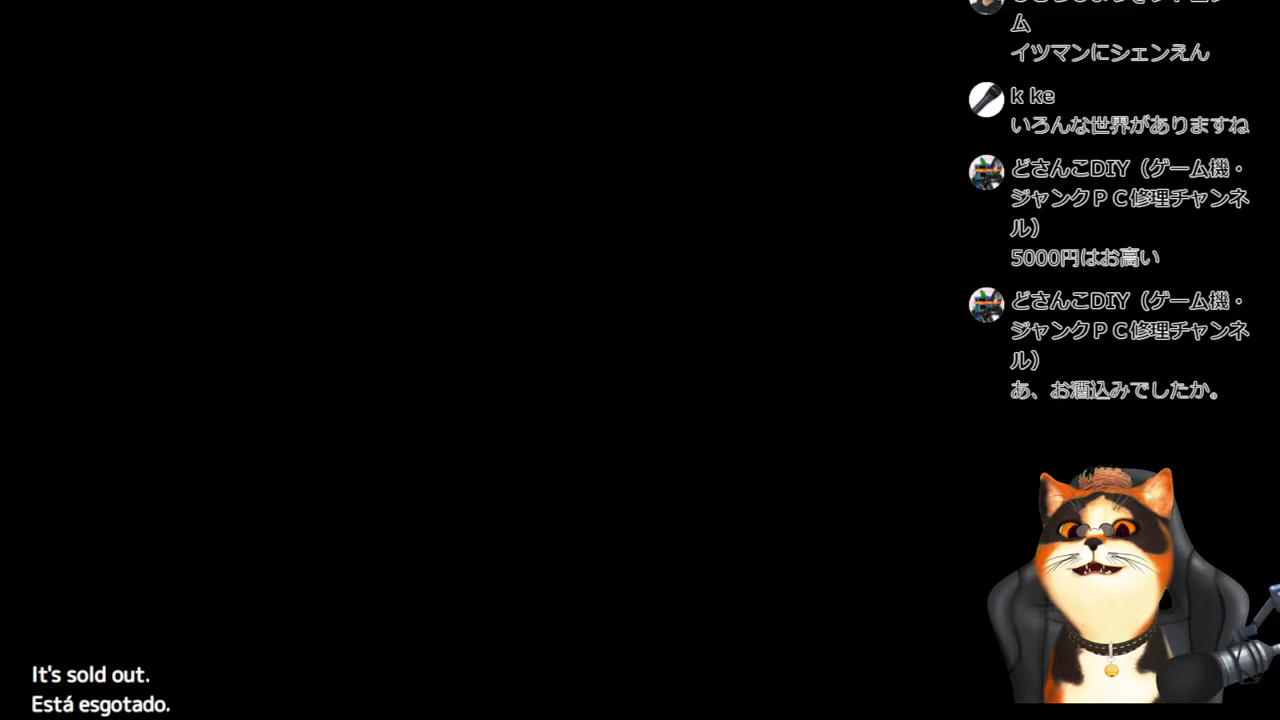 ム
イツマンにシェンえん
k ke
いろんな世界がありますね
どさんこDIY（ゲーム機・
ジャンクＰＣ修理チャンネ
ル）
5000円はお高い
どさんこDIY（ゲーム機・
ジャンクＰＣ修理チャンネ
ル）
あ、お酒込みでしたか。
It's sold out.
Está esgotado.